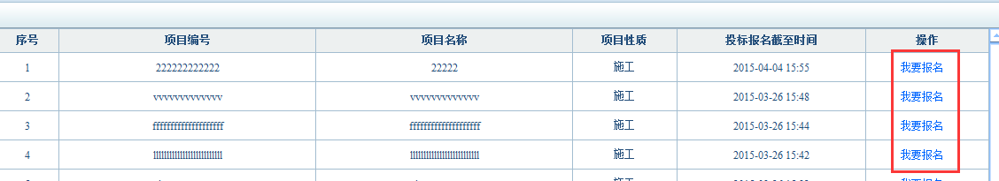 序号 项目编号 项目名称 项目性质 投标报名截至时间 操作
1 222222222222 22222 施工 2015-04-04 15:55 我要报名
2 vvvvvvvvvvvvv vvvvvvvvvvvvv 施工 2015-03-26 15:48 我要报名
3 ffffffffffffffffffff ffffffffffffffffffff 施工 2015-03-26 15:44 我要报名
4 施工 2015-03-26 15:42 我要报名